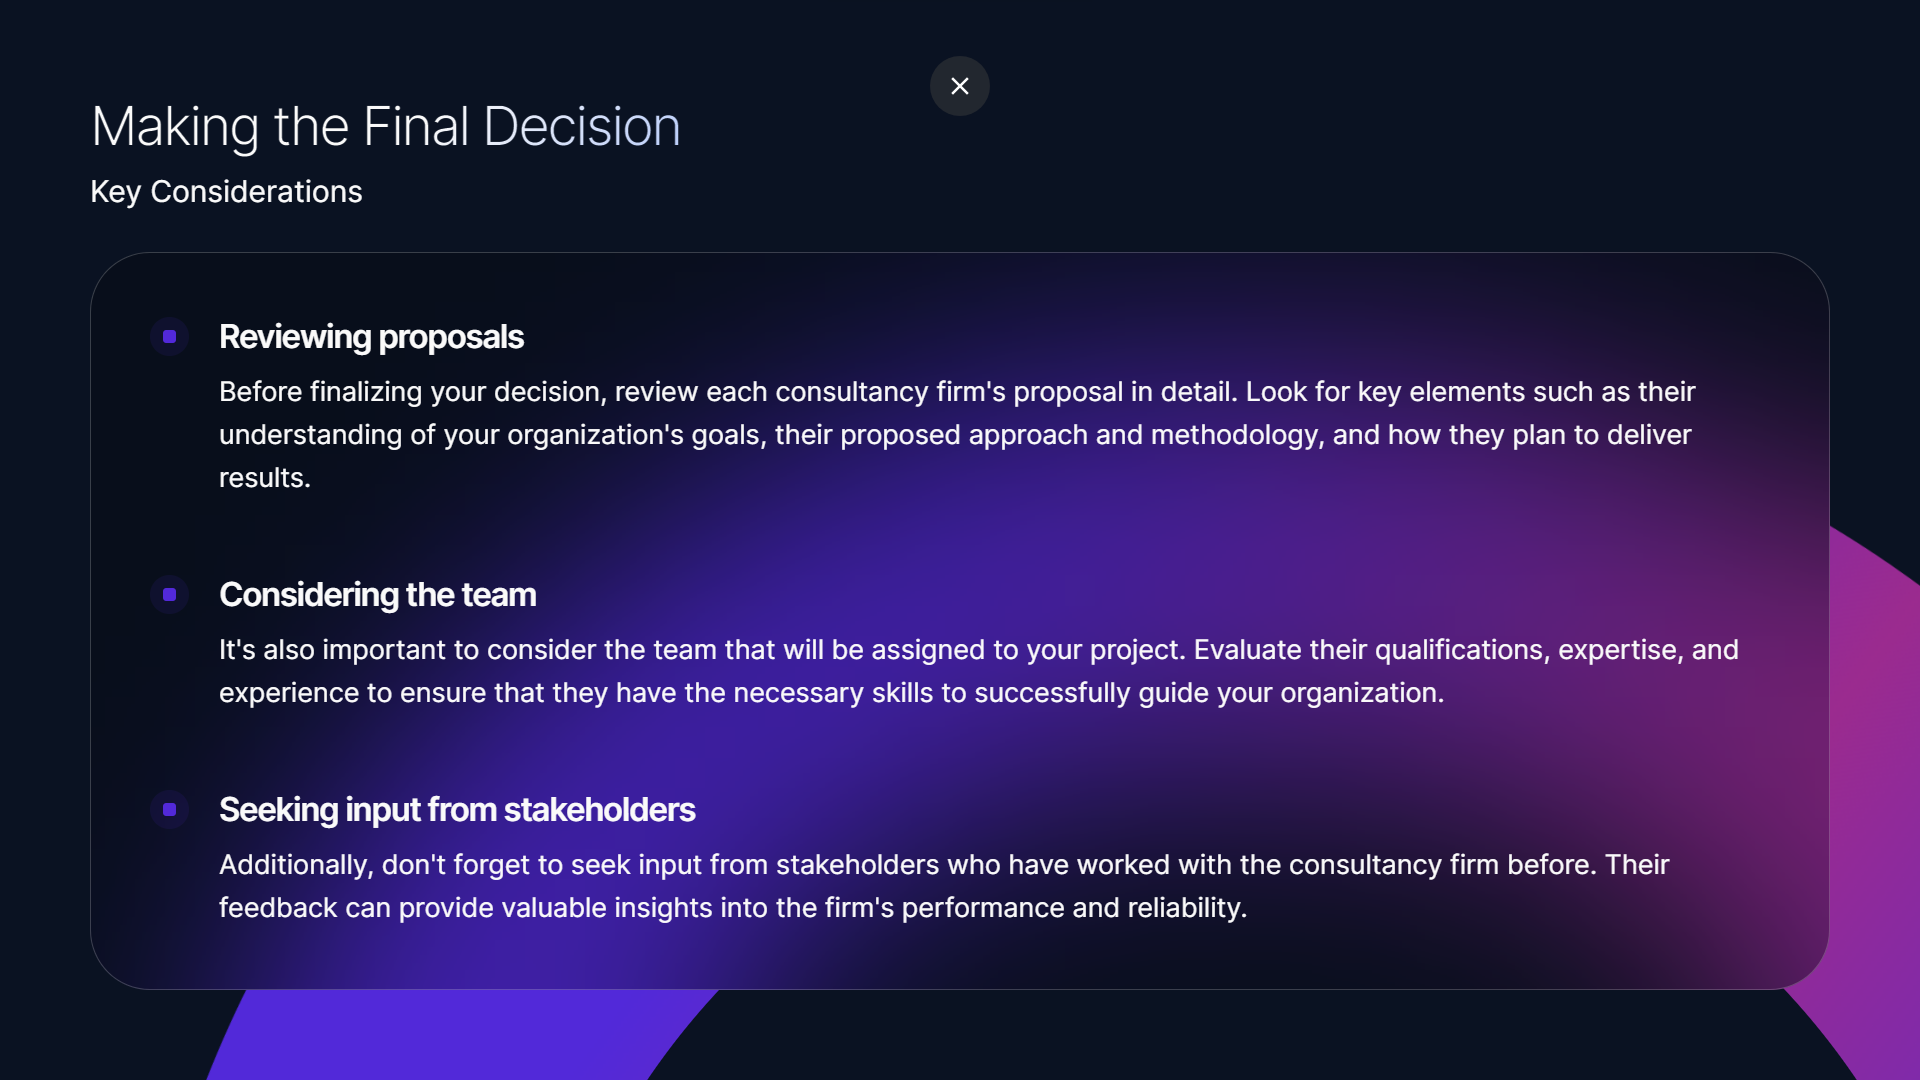 Making the Final Decision
Key Considerations
Reviewing proposals
Before finalizing your decision, review each consultancy firm's proposal in detail. Look for key elements such as their
understanding of your organization's goals, their proposed approach and methodology, and how they plan to deliver
results.
Considering the team
It's also important to consider the team that will be assigned to your project. Evaluate their qualifications, expertise, and
experience to ensure that they have the necessary skills to successfully guide your organization.
Seeking input from stakeholders
Additionally, don't forget to seek input from stakeholders who have worked with the consultancy firm before. Their
feedback can provide valuable insights into the firm's performance and reliability.